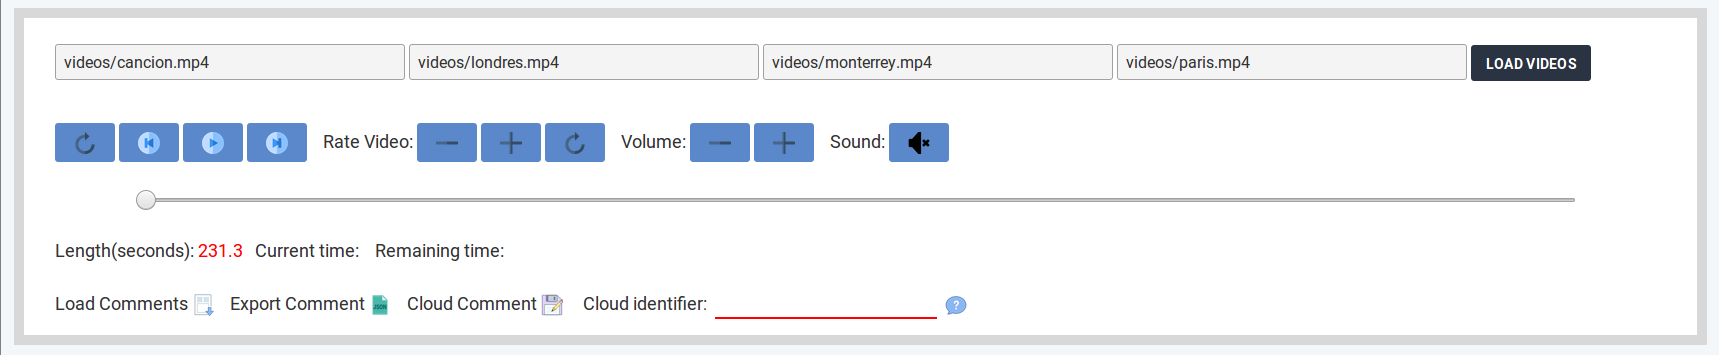 videos/cancion.mp4 videos/londres.mp4 videos/monterrey.mp4 videos/paris.mp4 LOAD VIDEOS
Rate Video: Volume: Sound:
Length(seconds): 231.3 Current time: Remaining time:
Load Comments Export Comment JSON Cloud Comment Cloud identifier: ?